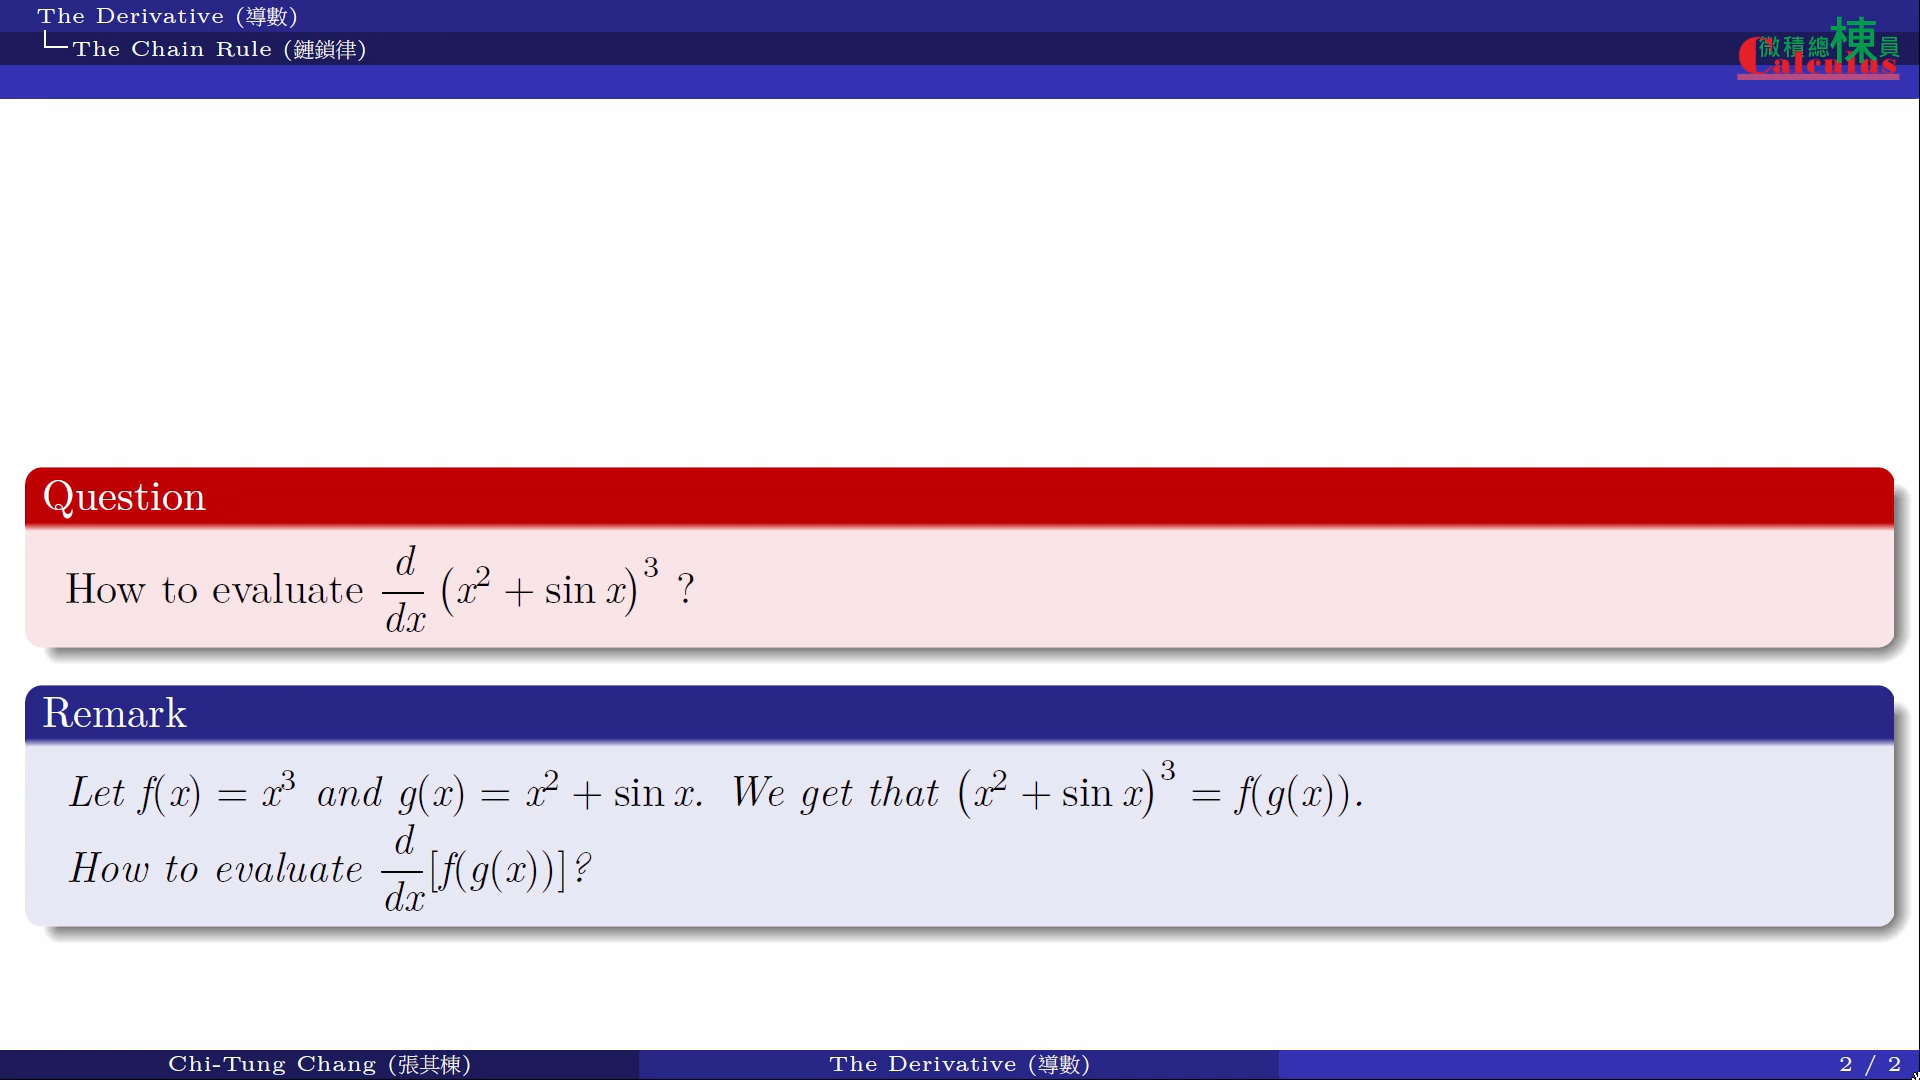 The Derivative (導數)
The Chain Rule (鏈鎖律)
微積總棟員
Calculus
Question
How to evaluate d/dx (x² + sin x)³ ?
Remark
Let f(x) = x³ and g(x) = x² + sin x. We get that (x² + sin x)³ = f(g(x)).
How to evaluate d/dx [f(g(x))]?
Chi-Tung Chang (張其棟)
The Derivative (導數)
2 / 2